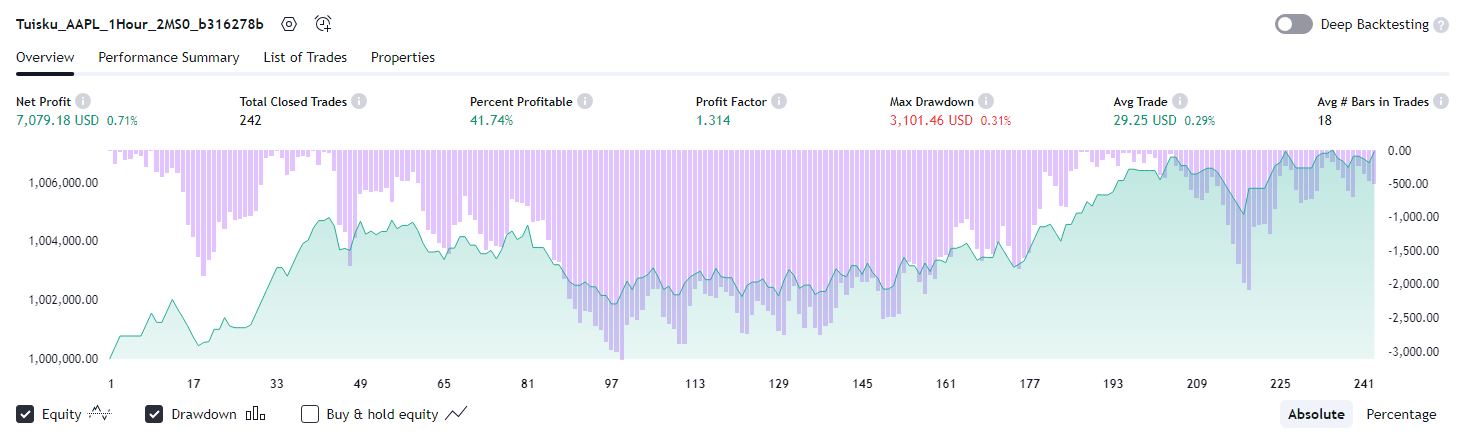 Tuisku_AAPL_1Hour_2MS0_b316278b
Deep Backtesting ?
Overview Performance Summary List of Trades Properties
Net Profit i Total Closed Trades i Percent Profitable i Profit Factor i Max Drawdown i Avg Trade i Avg # Bars in Trades i
7,079.18 USD 0.71% 242 41.74% 1.314 3,101.46 USD 0.31% 29.25 USD 0.29% 18
0.00
1,006,000.00 -500.00
-1,000.00
1,004,000.00
-1,500.00
-2,000.00
1,002,000.00
-2,500.00
1,000,000.00 -3,000.00
1 17 33 49 65 81 97 113 129 145 161 177 193 209 225 241
Equity Drawdown Buy & hold equity Absolute Percentage